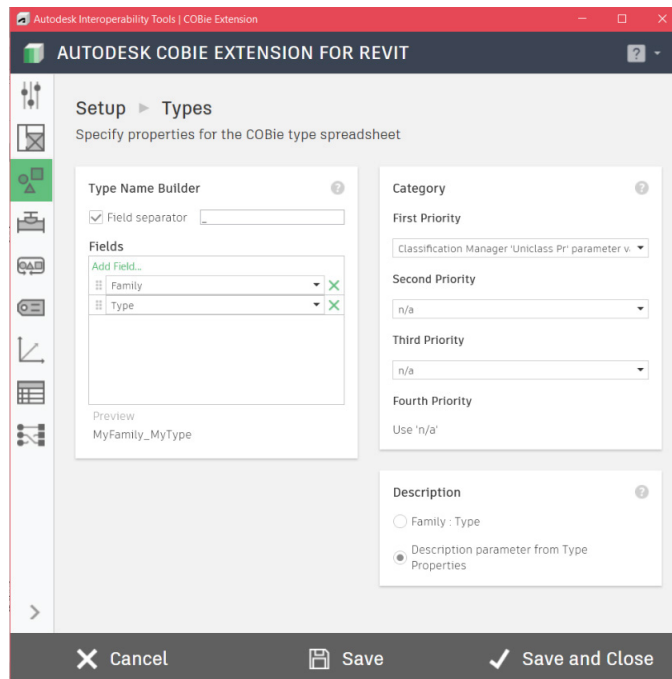 Autodesk Interoperability Tools | COBie Extension
AUTODESK COBIE EXTENSION FOR REVIT
?
Setup ▶ Types
Specify properties for the COBie type spreadsheet
Type Name Builder
?
Field separator
_
Fields
Add Field...
Family
Type
Preview
MyFamily_MyType
Category
?
First Priority
Classification Manager 'Uniclass Pr' parameter v
Second Priority
n/a
Third Priority
n/a
Fourth Priority
Use 'n/a'
Description
?
Family : Type
Description parameter from Type
Properties
Cancel
Save
Save and Close